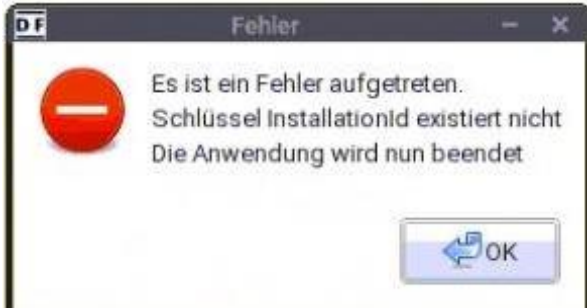 DF
Fehler
Es ist ein Fehler aufgetreten.
Schlüssel InstallationId existiert nicht
Die Anwendung wird nun beendet
OK